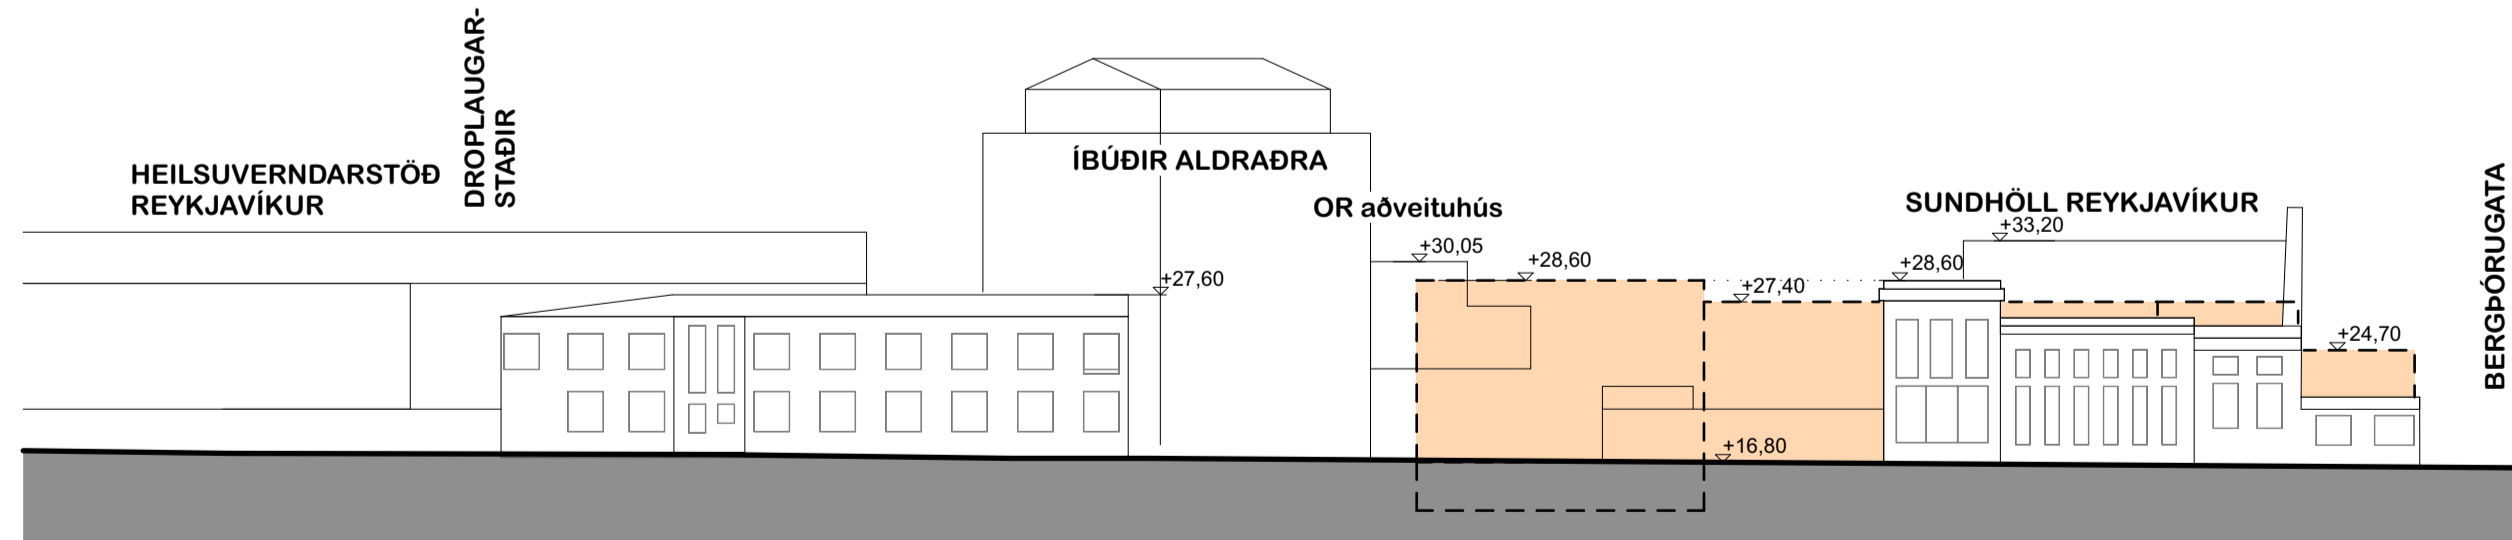 HEILSUVERNDARSTÖÐ
REYKJAVÍKUR
DROPLAUGAR-
STAÐIR
ÍBÚÐIR ALDRAÐRA
+27,60
OR aðveituhús
+30,05
+28,60
+27,40
+16,80
SUNDHÖLL REYKJAVÍKUR
+33,20
+28,60
+24,70
BERGÞÓRUGATA